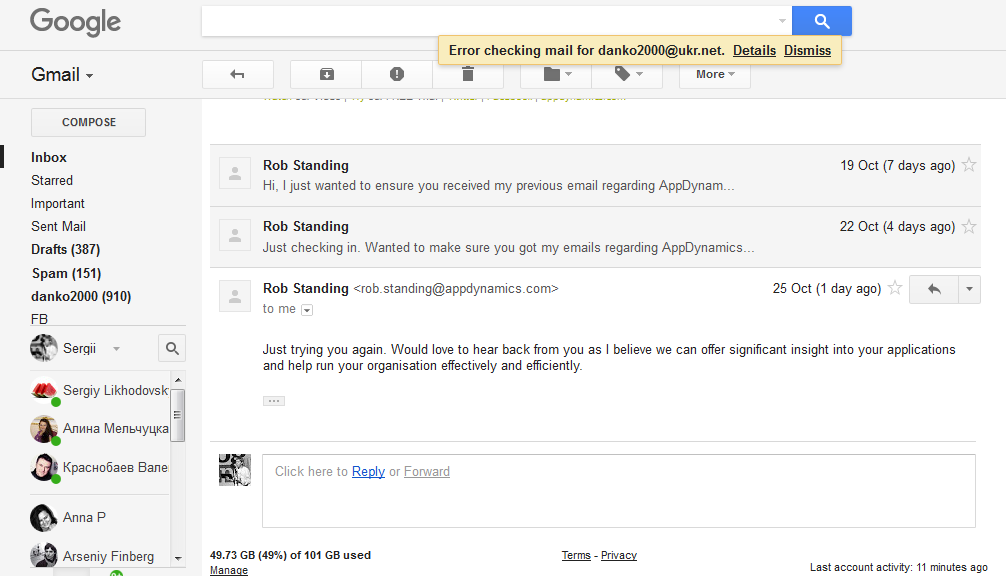 Google
Error checking mail for danko2000@ukr.net. Details Dismiss
Gmail
More
COMPOSE
Inbox
Starred
Important
Sent Mail
Drafts (387)
Spam (151)
danko2000 (910)
FB
Sergii
Sergiy Likhodovsk
Алина Мельчуцка
Краснобаев Вале
Anna P
Arseniy Finberg
Rob Standing 19 Oct (7 days ago)
Hi, I just wanted to ensure you received my previous email regarding AppDynam...
Rob Standing 22 Oct (4 days ago)
Just checking in. Wanted to make sure you got my emails regarding AppDynamics...
Rob Standing <rob.standing@appdynamics.com> 25 Oct (1 day ago)
to me
Just trying you again. Would love to hear back from you as I believe we can offer significant insight into your applications
and help run your organisation effectively and efficiently.
Click here to Reply or Forward
49.73 GB (49%) of 101 GB used
Manage
Terms - Privacy
Last account activity: 11 minutes ago